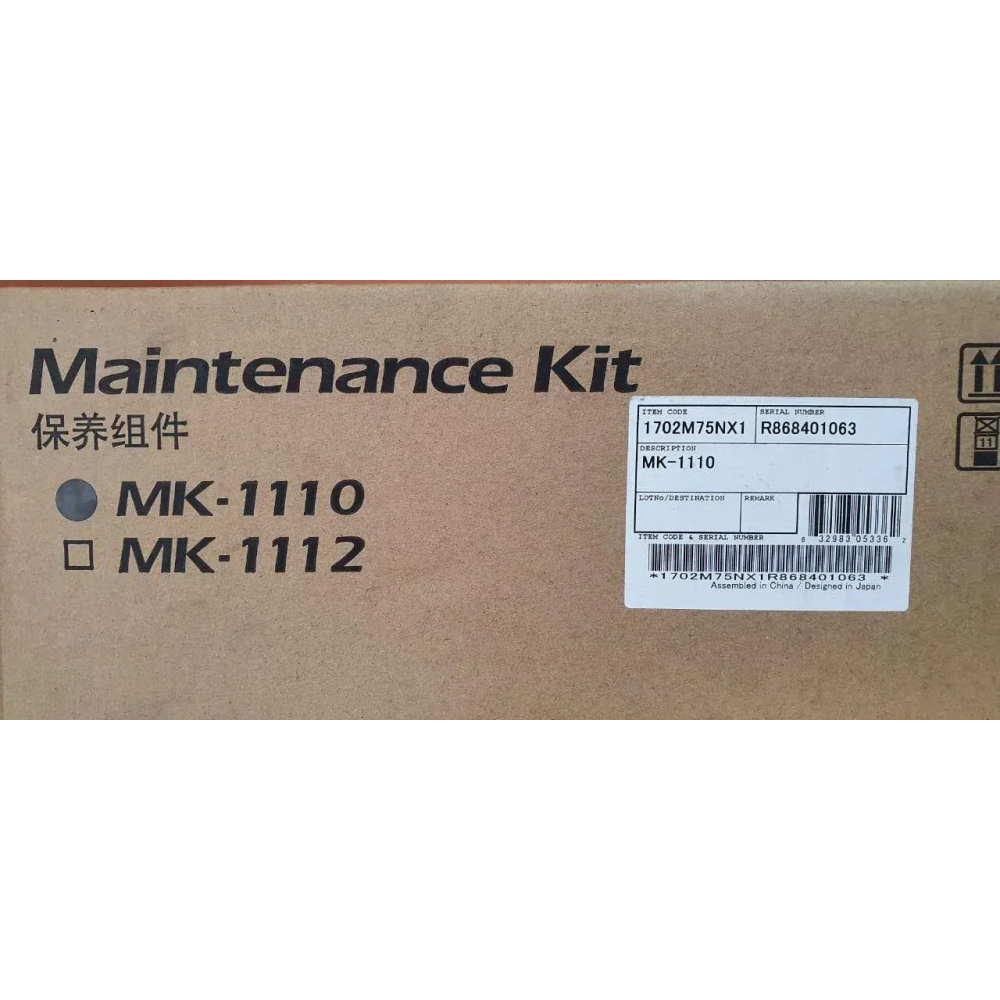 Maintenance Kit
保养组件
MK-1110
MK-1112
ITEM CODE SERIAL NUMBER
1702M75NX1 R868401063
DESCRIPTION
MK-1110
LOTNo/DESTINATION REMARK
ITEM CODE & SERIAL NUMBER
8 32983 05336 2
*1702M75NX1R868401063 *
Assembled in China / Designed in Japan
11